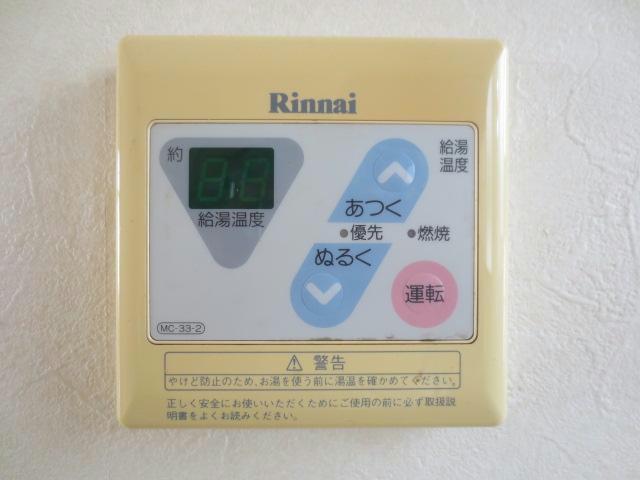 Rinnai
約
給湯温度
給湯
温度
あつく
優先
燃焼
ぬるく
運転
MC-33-2
警告
やけど防止のため、お湯を使う前に湯温を確かめてください。
正しく安全にお使いいただくためにご使用の前に必ず取扱説
明書をよくお読みください。